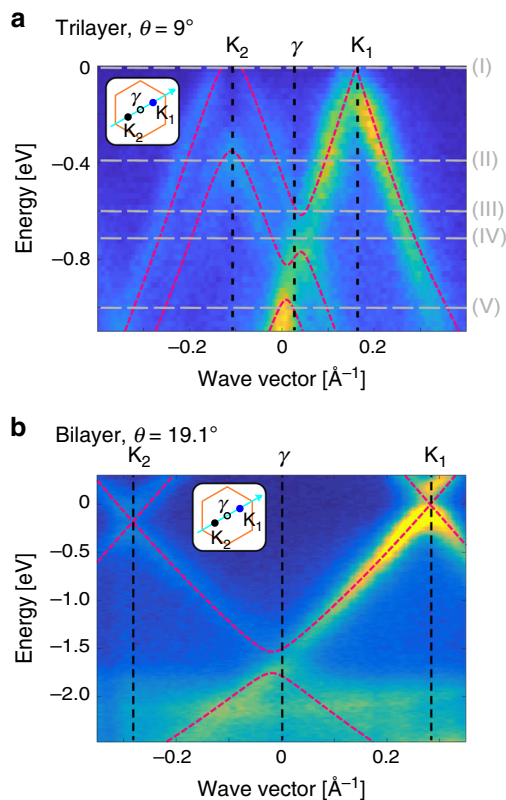 a
Trilayer, θ = 9°
K2 γ K1
0 (I)
γ
K1
K2
−0.4 (II)
(III)
(IV)
−0.8
(V)
Energy [eV]
−0.2 0 0.2
Wave vector [Å−1]
b
Bilayer, θ = 19.1°
K2 γ K1
0
γ
K1
K2
−0.5
−1.0
−1.5
−2.0
Energy [eV]
−0.2 0 0.2
Wave vector [Å−1]